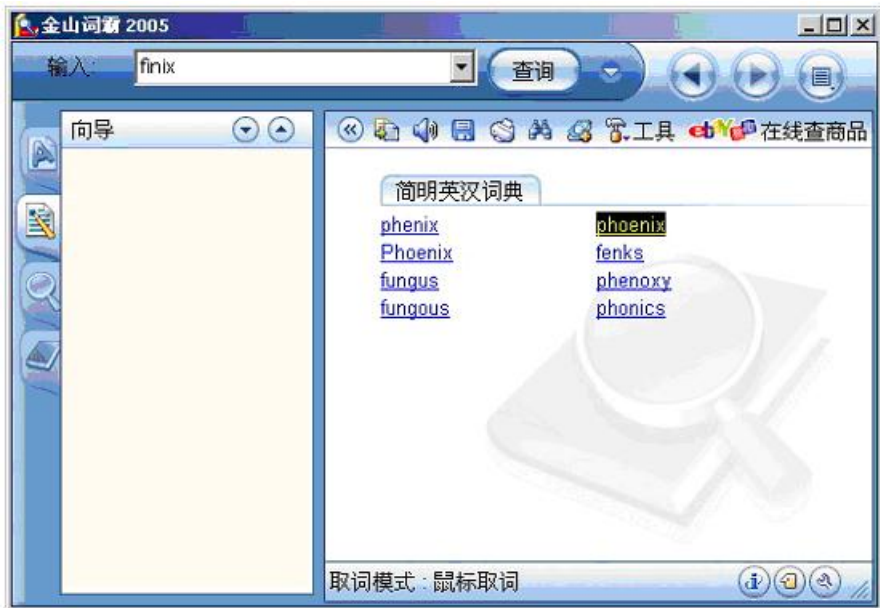 金山词霸 2005
输入:
finix
查询
向导
工具
ebY 在线查商品
简明英汉词典
phenix phoenix
Phoenix fenks
fungus phenoxy
fungous phonics
取词模式 : 鼠标取词